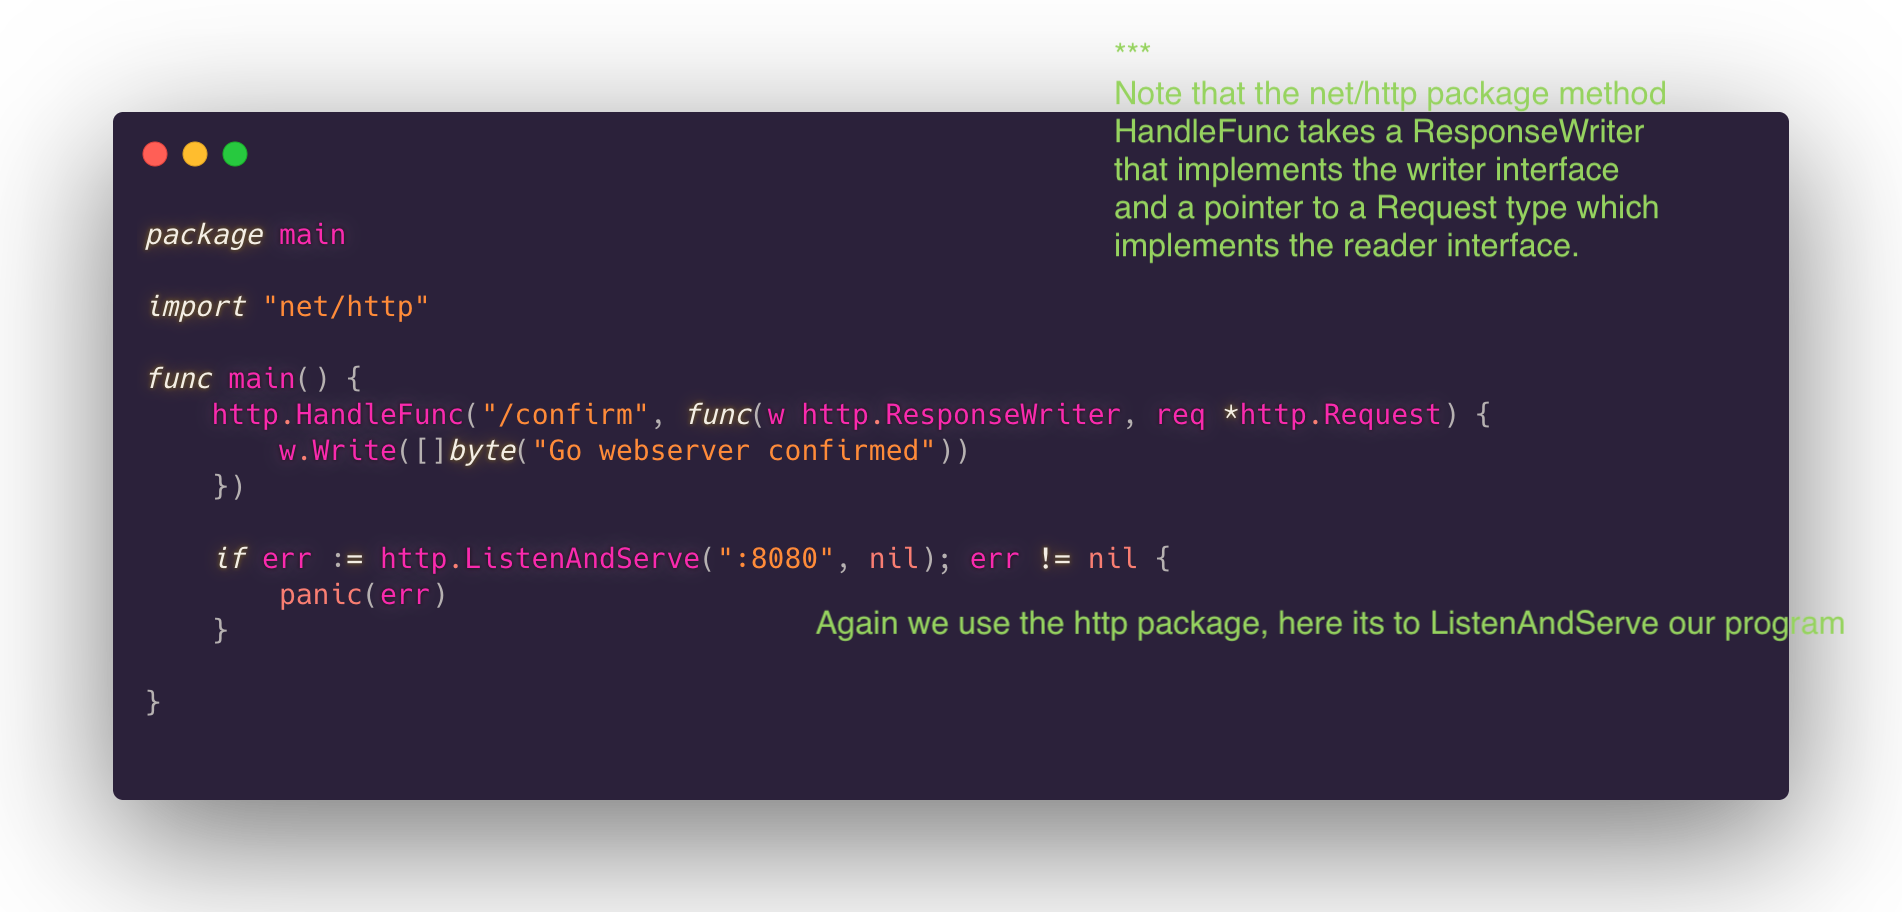 ***
Note that the net/http package method
HandleFunc takes a ResponseWriter
that implements the writer interface
and a pointer to a Request type which
implements the reader interface.
package main
import "net/http"
func main() {
    http.HandleFunc("/confirm", func(w http.ResponseWriter, req *http.Request) {
        w.Write([]byte("Go webserver confirmed"))
    })
    if err := http.ListenAndServe(":8080", nil); err != nil {
        panic(err)
    }
Again we use the http package, here its to ListenAndServe our program
}